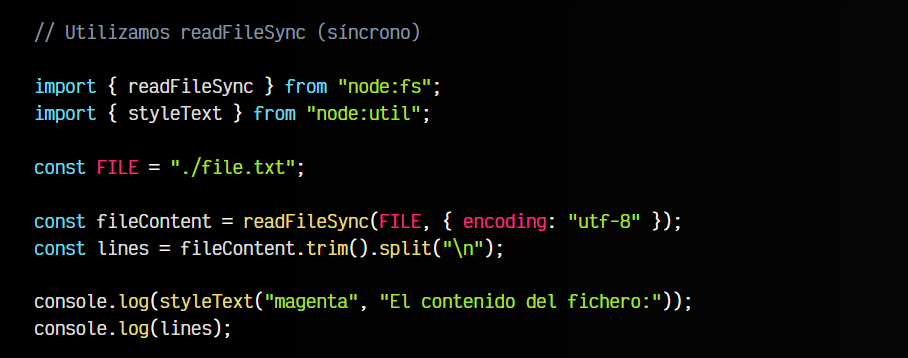 // Utilizamos readFileSync (síncrono)
import { readFileSync } from "node:fs";
import { styleText } from "node:util";
const FILE = "./file.txt";
const fileContent = readFileSync(FILE, { encoding: "utf-8" });
const lines = fileContent.trim().split("\n");
console.log(styleText("magenta", "El contenido del fichero:"));
console.log(lines);